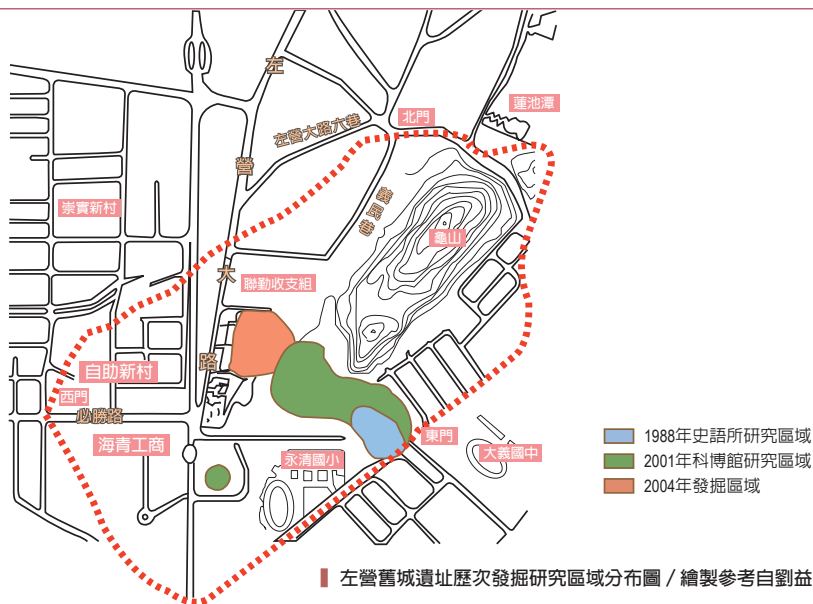 左營大路
左營大路六巷
北門
蓮池潭
義民巷
崇實新村
龜山
聯勤收支組
自助新村
西門
必勝路
海青工商
東門
永清國小
大義國中
1988年史語所研究區域
2001年科博館研究區域
2004年發掘區域
左營舊城遺址歷次發掘研究區域分布圖 / 繪製參考自劉益